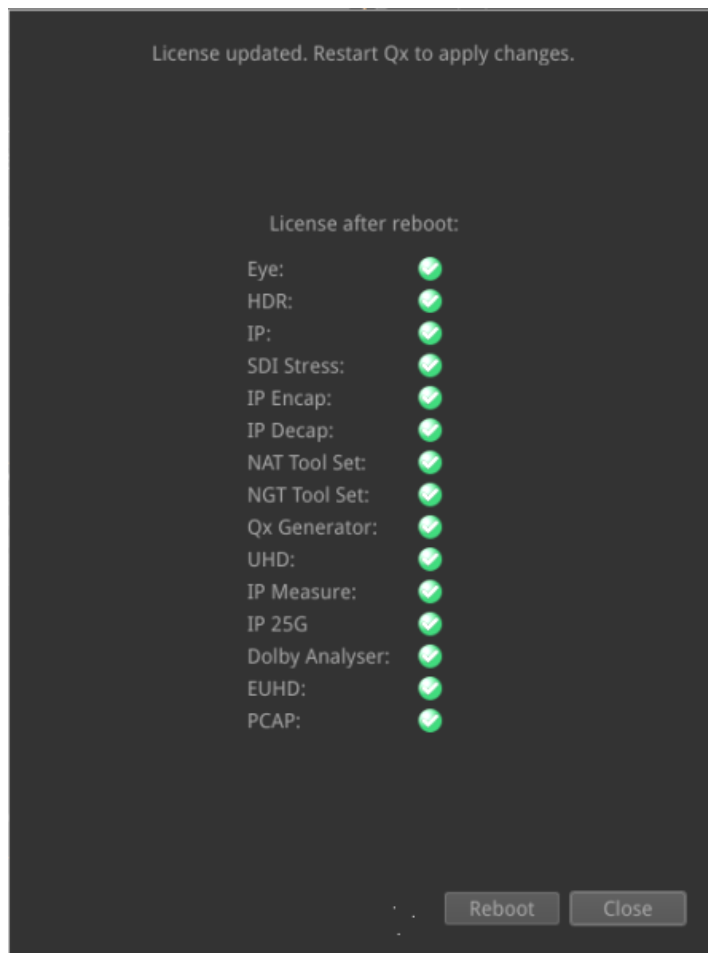 License updated. Restart Qx to apply changes.
License after reboot:
Eye:
HDR:
IP:
SDI Stress:
IP Encap:
IP Decap:
NAT Tool Set:
NGT Tool Set:
Qx Generator:
UHD:
IP Measure:
IP 25G
Dolby Analyser:
EUHD:
PCAP:
Reboot Close